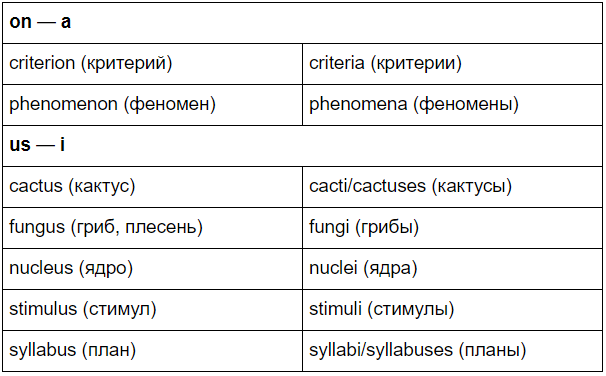 on — a
criterion (критерий) criteria (критерии)
phenomenon (феномен) phenomena (феномены)
us — i
cactus (кактус) cacti/cactuses (кактусы)
fungus (гриб, плесень) fungi (грибы)
nucleus (ядро) nuclei (ядра)
stimulus (стимул) stimuli (стимулы)
syllabus (план) syllabi/syllabuses (планы)